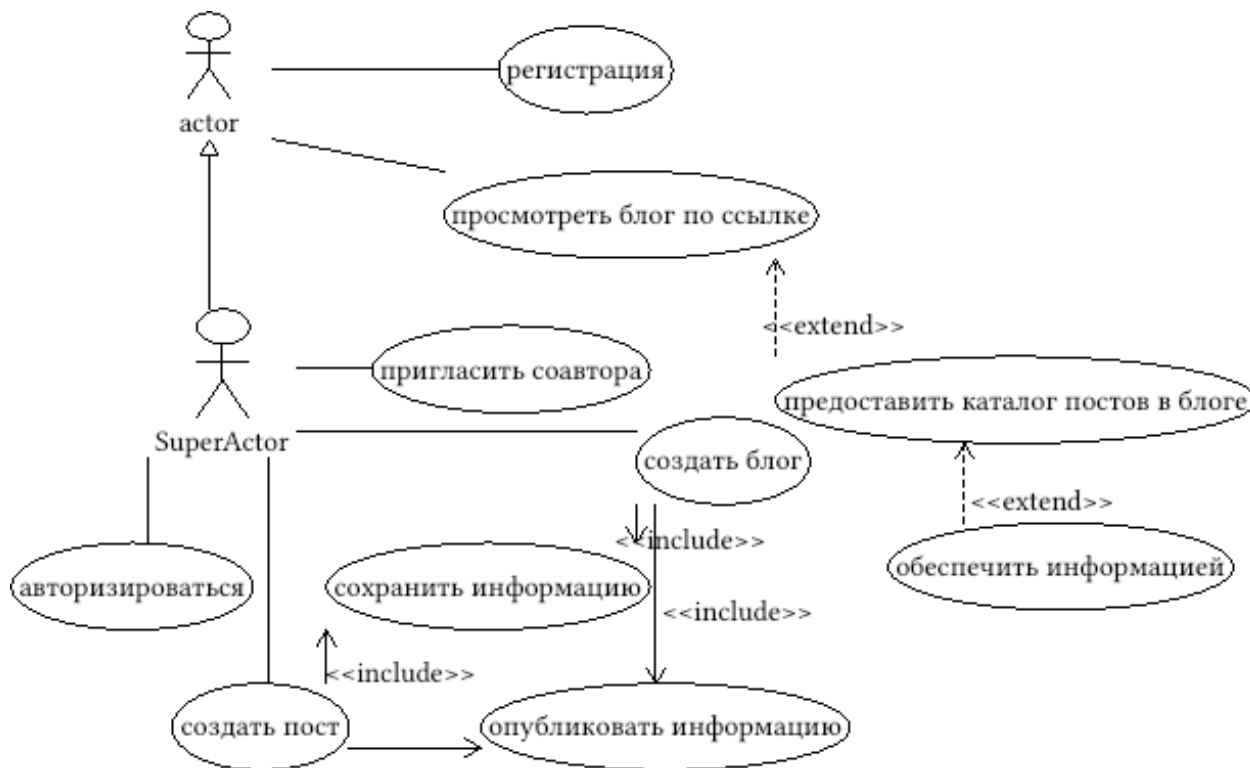 регистрация
actor
просмотреть блог по ссылке
<<extend>>
пригласить соавтора
предоставить каталог постов в блоге
SuperActor
создать блог
<<extend>>
<<include>>
авторизироваться
сохранить информацию
обеспечить информацией
<<include>>
<<include>>
создать пост
опубликовать информацию